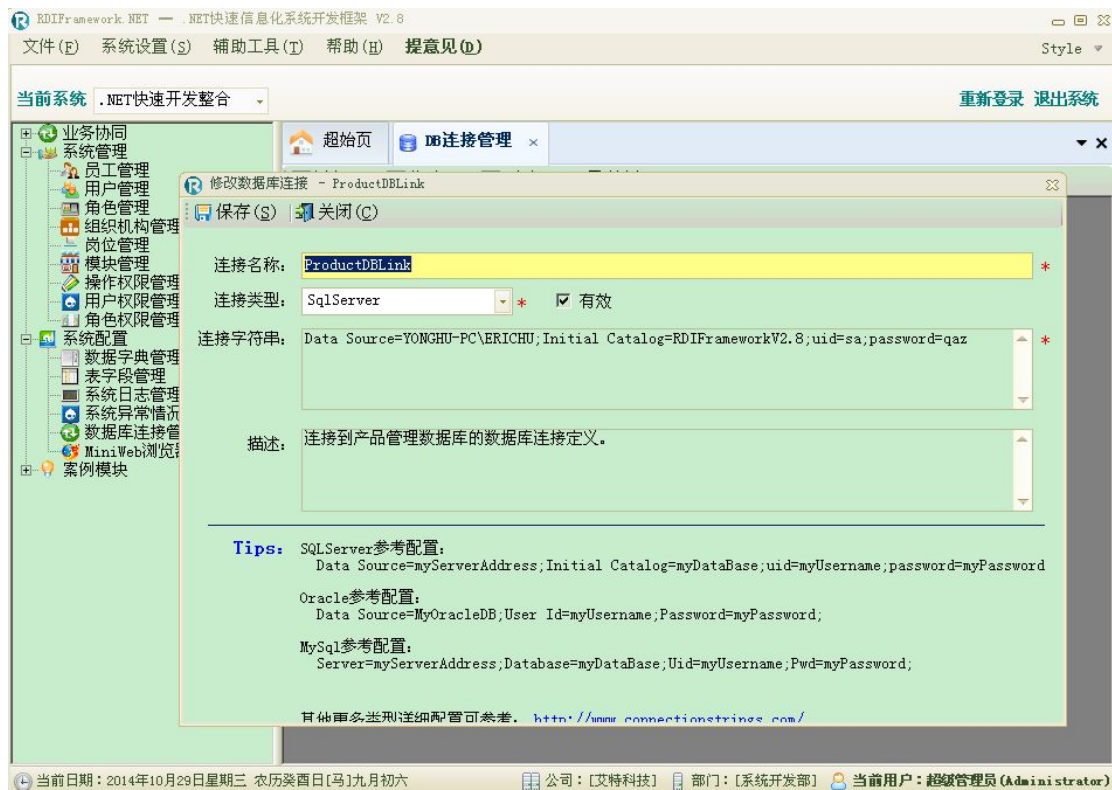 RDIFramework.NET — .NET快速信息化系统开发框架 V2.8
文件(F) 系统设置(S) 辅助工具(T) 帮助(H) 提意见(D)
Style
当前系统 .NET快速开发整合
重新登录 退出系统
业务协同
系统管理
员工管理
用户管理
角色管理
组织机构管理
岗位管理
模块管理
操作权限管理
用户权限管理
角色权限管理
系统配置
数据字典管理
表字段管理
系统日志管理
系统异常情况
数据库连接管
MiniWeb浏览器
案例模块
超始页 DB连接管理
修改数据库连接 - ProductDBLink
保存(S) 关闭(C)
连接名称: ProductDBLink *
连接类型: SqlServer * 有效
连接字符串: Data Source=YONGHU-PC\ERICHU;Initial Catalog=RDIFrameworkV2.8;uid=sa;password=qaz *
描述: 连接到产品管理数据库的数据库连接定义。
Tips: SQLServer参考配置:
Data Source=myServerAddress;Initial Catalog=myDataBase;uid=myUsername;password=myPassword
Oracle参考配置:
Data Source=MyOracleDB;User Id=myUsername;Password=myPassword;
MySql参考配置:
Server=myServerAddress;Database=myDataBase;Uid=myUsername;Pwd=myPassword;
其他更多类型详细配置可参考: http://www.connectionstrings.com/
当前日期:2014年10月29日星期三 农历癸酉日[马]九月初六 公司:[艾特科技] 部门:[系统开发部] 当前用户:超级管理员(Administrator)